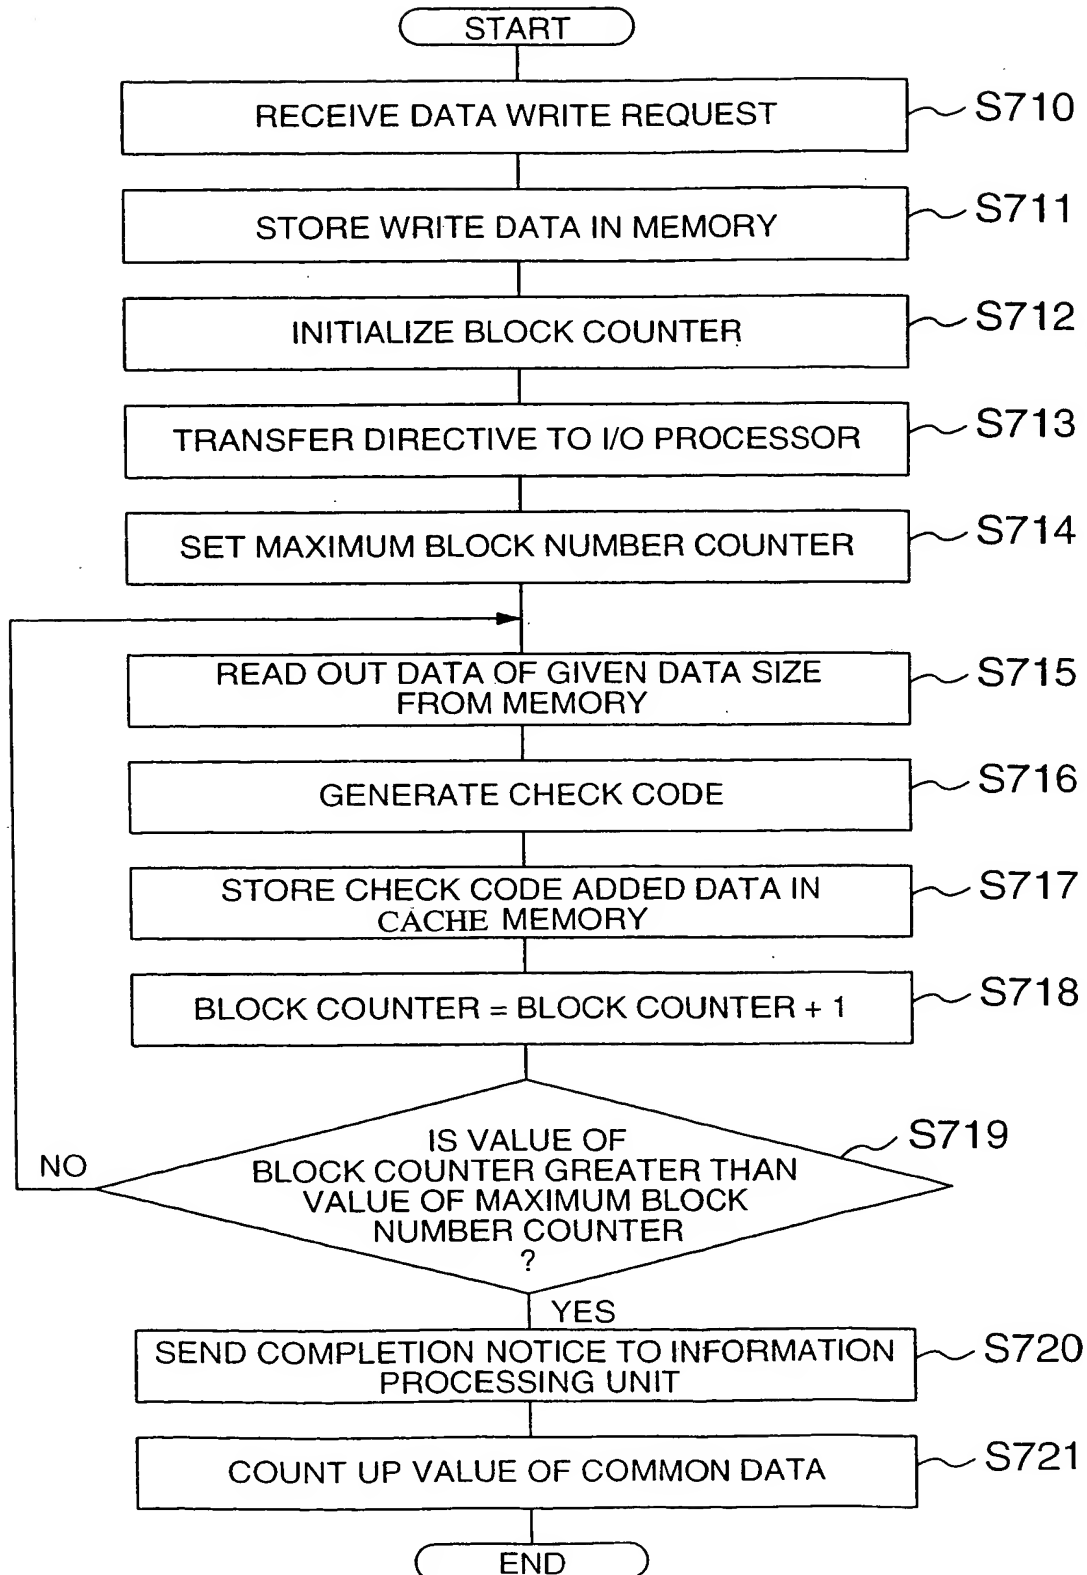 START
RECEIVE DATA WRITE REQUEST
S710
STORE WRITE DATA IN MEMORY
S711
INITIALIZE BLOCK COUNTER
S712
TRANSFER DIRECTIVE TO I/O PROCESSOR
S713
SET MAXIMUM BLOCK NUMBER COUNTER
S714
READ OUT DATA OF GIVEN DATA SIZE
FROM MEMORY
S715
GENERATE CHECK CODE
S716
STORE CHECK CODE ADDED DATA IN
CACHE MEMORY
S717
BLOCK COUNTER = BLOCK COUNTER + 1
S718
IS VALUE OF
BLOCK COUNTER GREATER THAN
VALUE OF MAXIMUM BLOCK
NUMBER COUNTER
?
S719
NO
YES
SEND COMPLETION NOTICE TO INFORMATION
PROCESSING UNIT
S720
COUNT UP VALUE OF COMMON DATA
S721
END